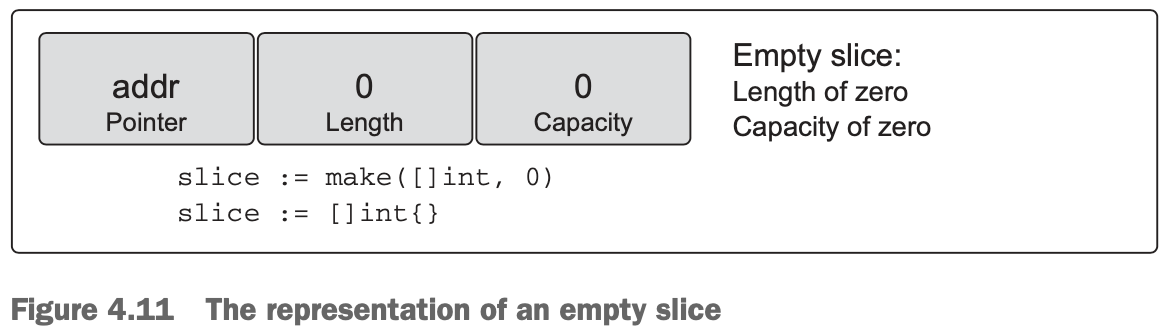 addr
Pointer
0
Length
0
Capacity
Empty slice:
Length of zero
Capacity of zero
slice := make([]int, 0)
slice := []int{}
Figure 4.11 The representation of an empty slice